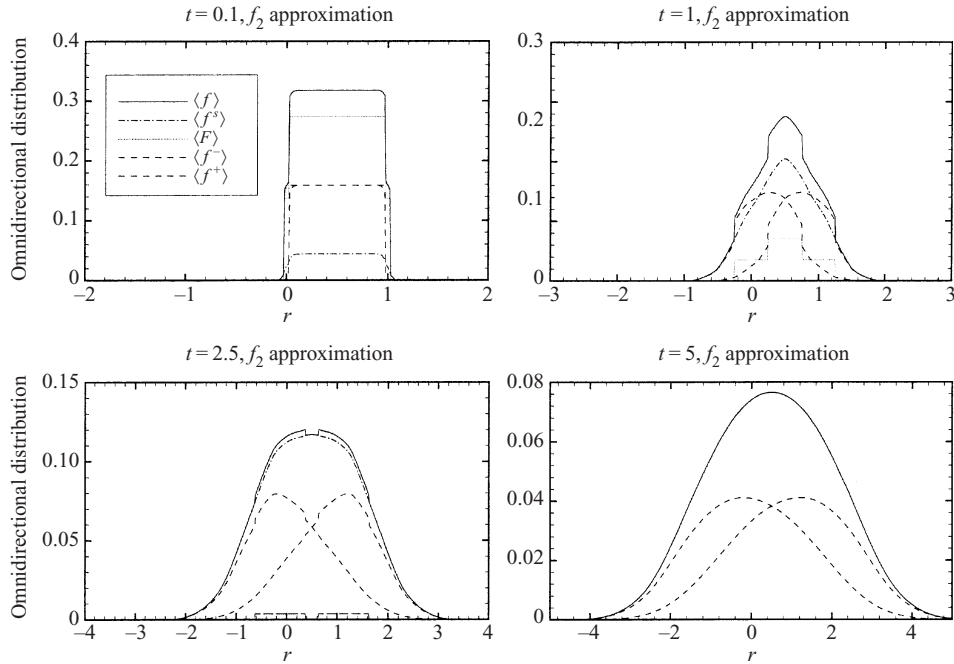 t = 0.1, f₂ approximation
Omnidirectional distribution
0.4
0.3
0.2
0.1
0
⟨f⟩
⟨fˢ⟩
⟨F⟩
⟨f⁻⟩
⟨f⁺⟩
−2 −1 0 1 2
r
t = 1, f₂ approximation
0.3
0.2
0.1
0
−3 −2 −1 0 1 2 3
r
t = 2.5, f₂ approximation
Omnidirectional distribution
0.15
0.10
0.05
0
−4 −3 −2 −1 0 1 2 3 4
r
t = 5, f₂ approximation
0.08
0.06
0.04
0.02
0
−4 −2 0 2 4
r